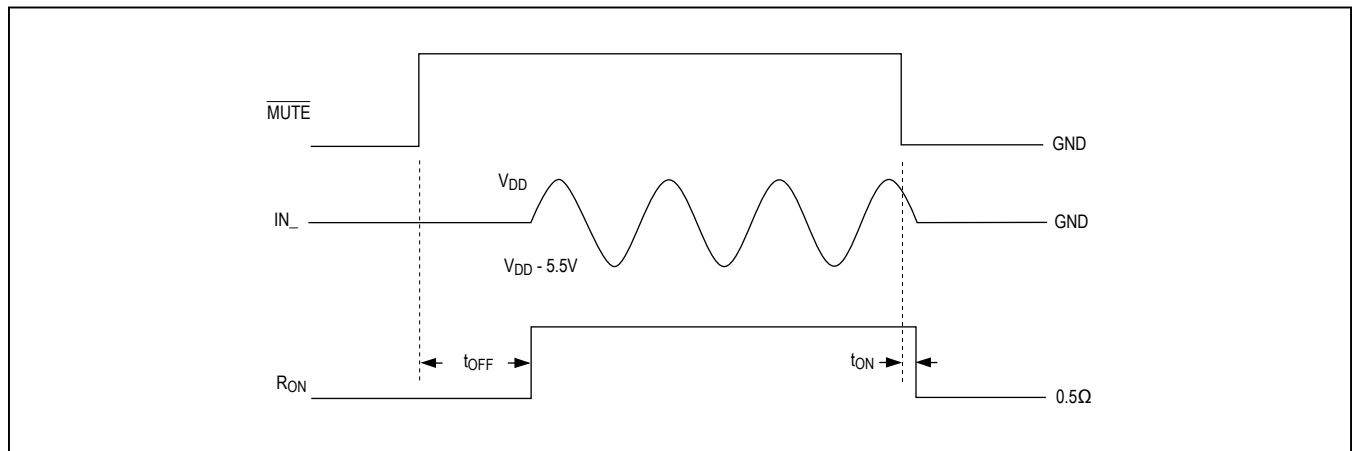 MUTE
GND
VDD
IN_
GND
VDD - 5.5V
tOFF
tON
RON
0.5Ω